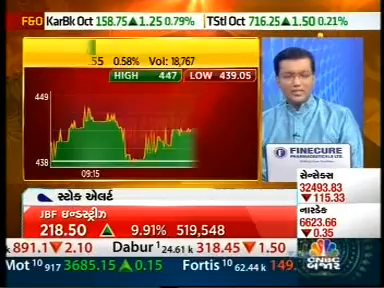 F&O KarBk Oct 158.75▲1.25 0.79% TStl Oct 716.25▲1.50 0.21%
.55 0.58% Vol: 18,767
HIGH 447 LOW 439.05
449
438
09:15
FINECURE
PHARMACEUTICALS LTD.
સેન્સેક્સ
32493.83
▼115.33
નાસ્ડેક
6623.66
▼0.35
સ્ટોક એલર્ટ
JBF ઇન્ડસ્ટ્રીઝ
218.50 ▲ 9.91% 519,548
K 891.1▼2.10 Dabur¹ 24.61 k 318.45▼1.50
Mot¹⁰ 917 3685.15▲0.15 Fortis¹⁰ 62.44 k 149.
CNBC
બજાર